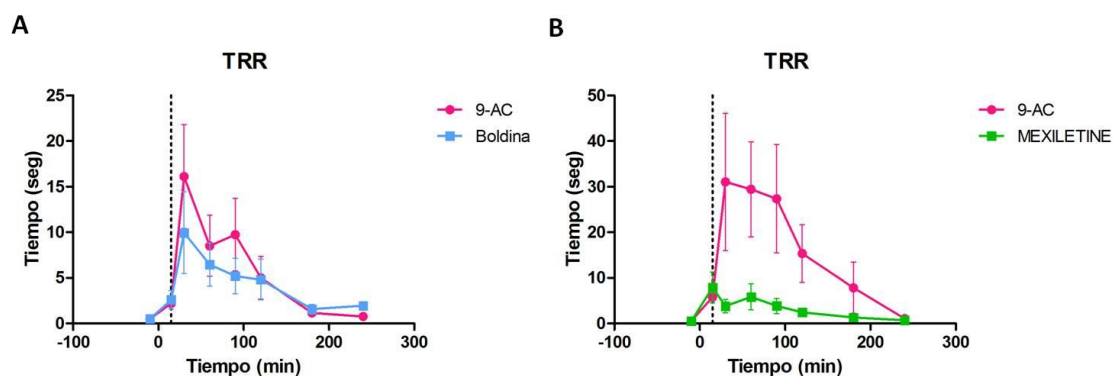 A
TRR
Tiempo (seg)
25
20
15
10
5
0
-100
0
100
200
300
Tiempo (min)
9-AC
Boldina
B
TRR
Tiempo (seg)
50
40
30
20
10
0
-100
0
100
200
300
Tiempo (min)
9-AC
MEXILETINE